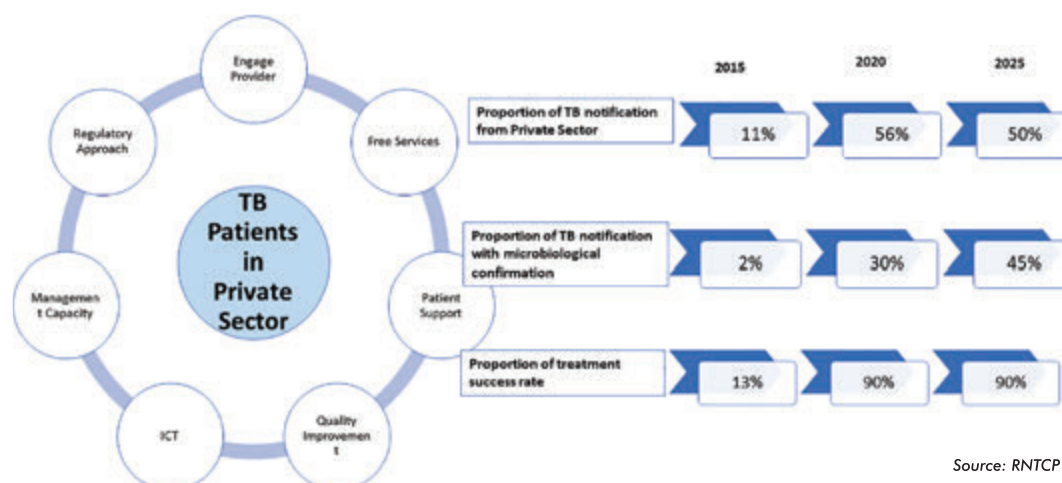 Engage
Provider
Free Services
Patient
Support
Quality
Improvemen
t
ICT
Managemen
t Capacity
Regulatory
Approach
TB
Patients
in
Private
Sector
2015
2020
2025
Proportion of TB notification
from Private Sector
11%
56%
50%
Proportion of TB notification
with microbiological
confirmation
2%
30%
45%
Proportion of treatment
success rate
13%
90%
90%
Source: RNTCP